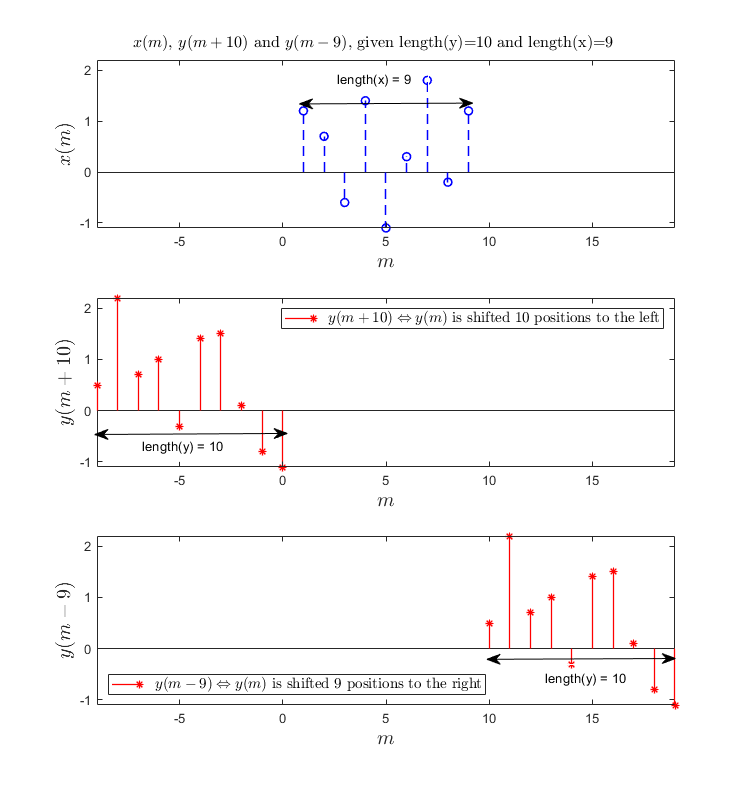 x(m), y(m + 10) and y(m − 9), given length(y)=10 and length(x)=9
2
1
0
-1
x(m)
length(x) = 9
-5 0 5 10 15
m
2
1
0
-1
y(m + 10)
y(m + 10) ⇔ y(m) is shifted 10 positions to the left
length(y) = 10
-5 0 5 10 15
m
2
1
0
-1
y(m − 9)
length(y) = 10
y(m − 9) ⇔ y(m) is shifted 9 positions to the right
-5 0 5 10 15
m